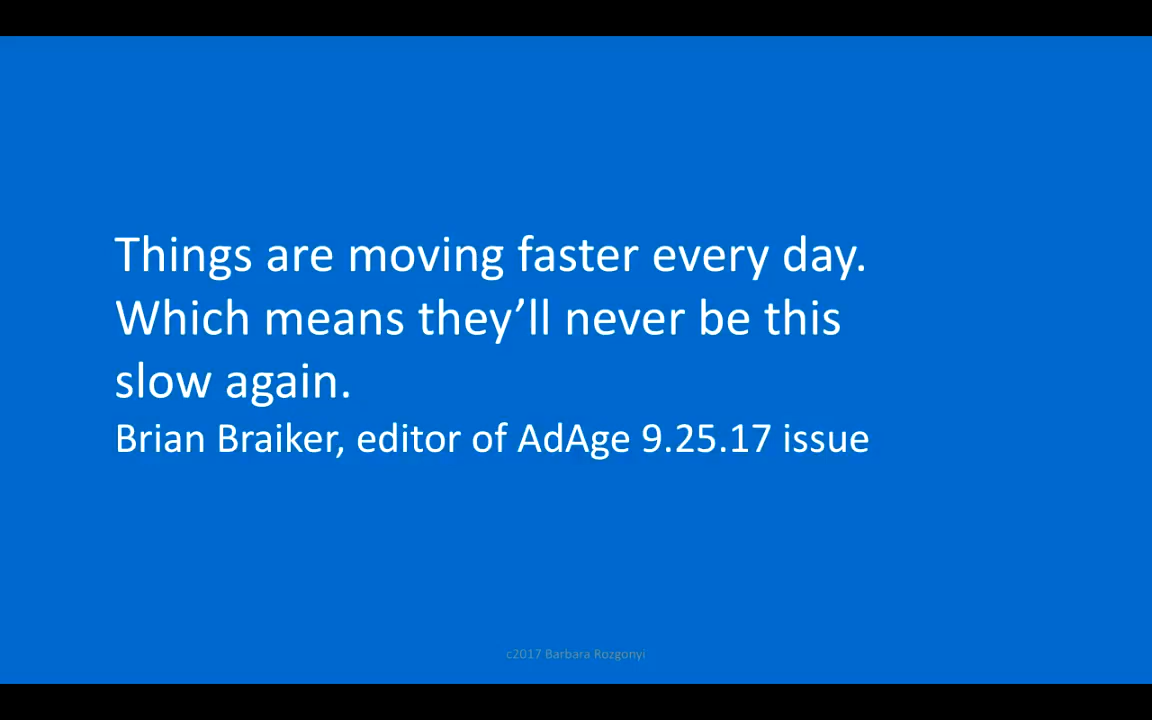 Things are moving faster every day.
Which means they’ll never be this
slow again.
Brian Braiker, editor of AdAge 9.25.17 issue
c2017 Barbara Rozgonyi